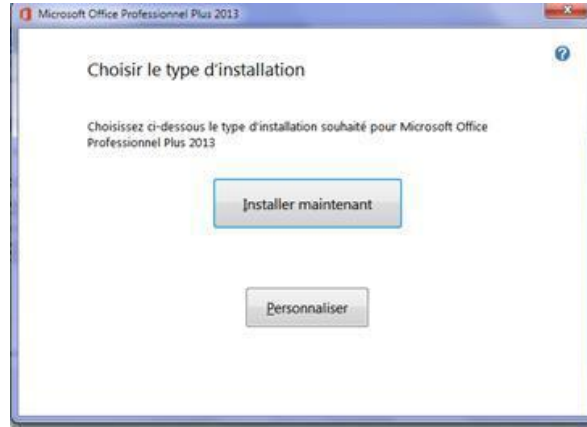 Microsoft Office Professionnel Plus 2013
Choisir le type d'installation
Choisissez ci-dessous le type d'installation souhaité pour Microsoft Office
Professionnel Plus 2013
Installer maintenant
Personnaliser